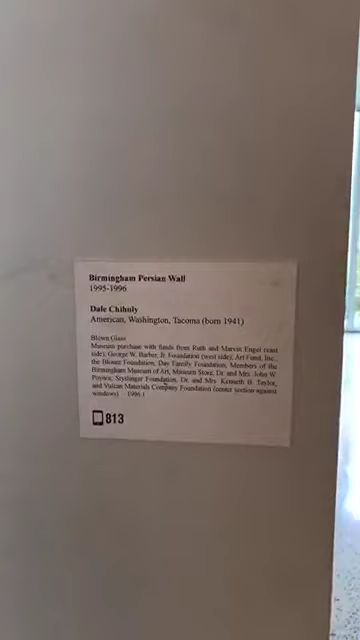 Birmingham Persian Wall
1995-1996
Dale Chihuly
American, Washington, Tacoma (born 1941)
Blown Glass
Museum purchase with funds from Ruth and Marvin Engel (east
side); George W. Barber, Jr. Foundation (west side); Art Fund, Inc.,
the Blount Foundation, Day Family Foundation, Members of the
Birmingham Museum of Art, Museum Store, Dr. and Mrs. John W.
Poynor, Foundation, Dr. and Mrs. Kenneth B. Taylor,
and Vulcan Materials Company Foundation (center section against
windows) 1996.1
813